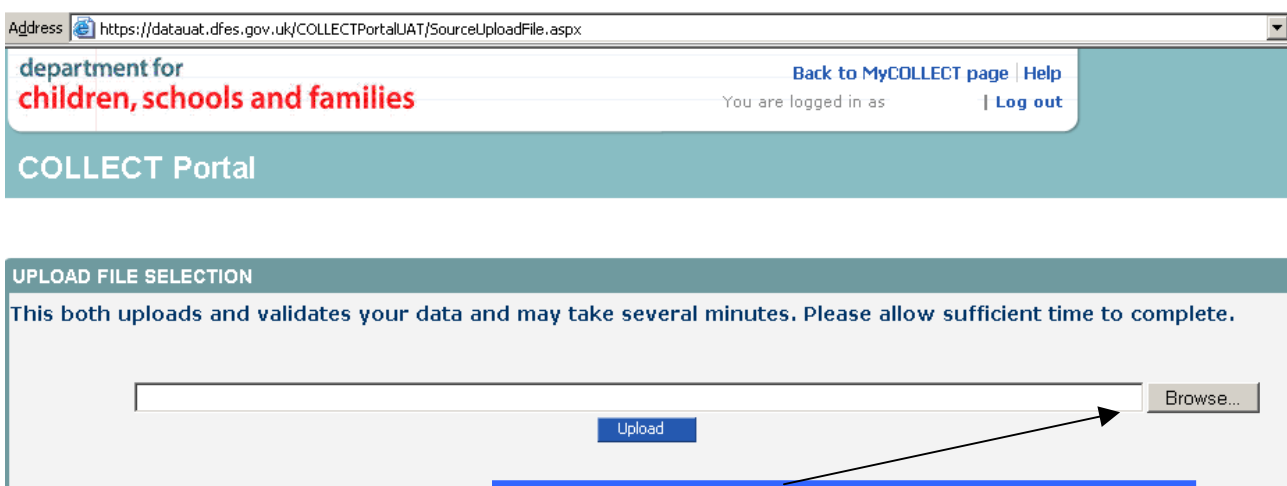 Address https://datauat.dfes.gov.uk/COLLECTPortalUAT/SourceUploadFile.aspx
department for
children, schools and families
Back to MyCOLLECT page | Help
You are logged in as | Log out
COLLECT Portal
UPLOAD FILE SELECTION
This both uploads and validates your data and may take several minutes. Please allow sufficient time to complete.
Browse...
Upload